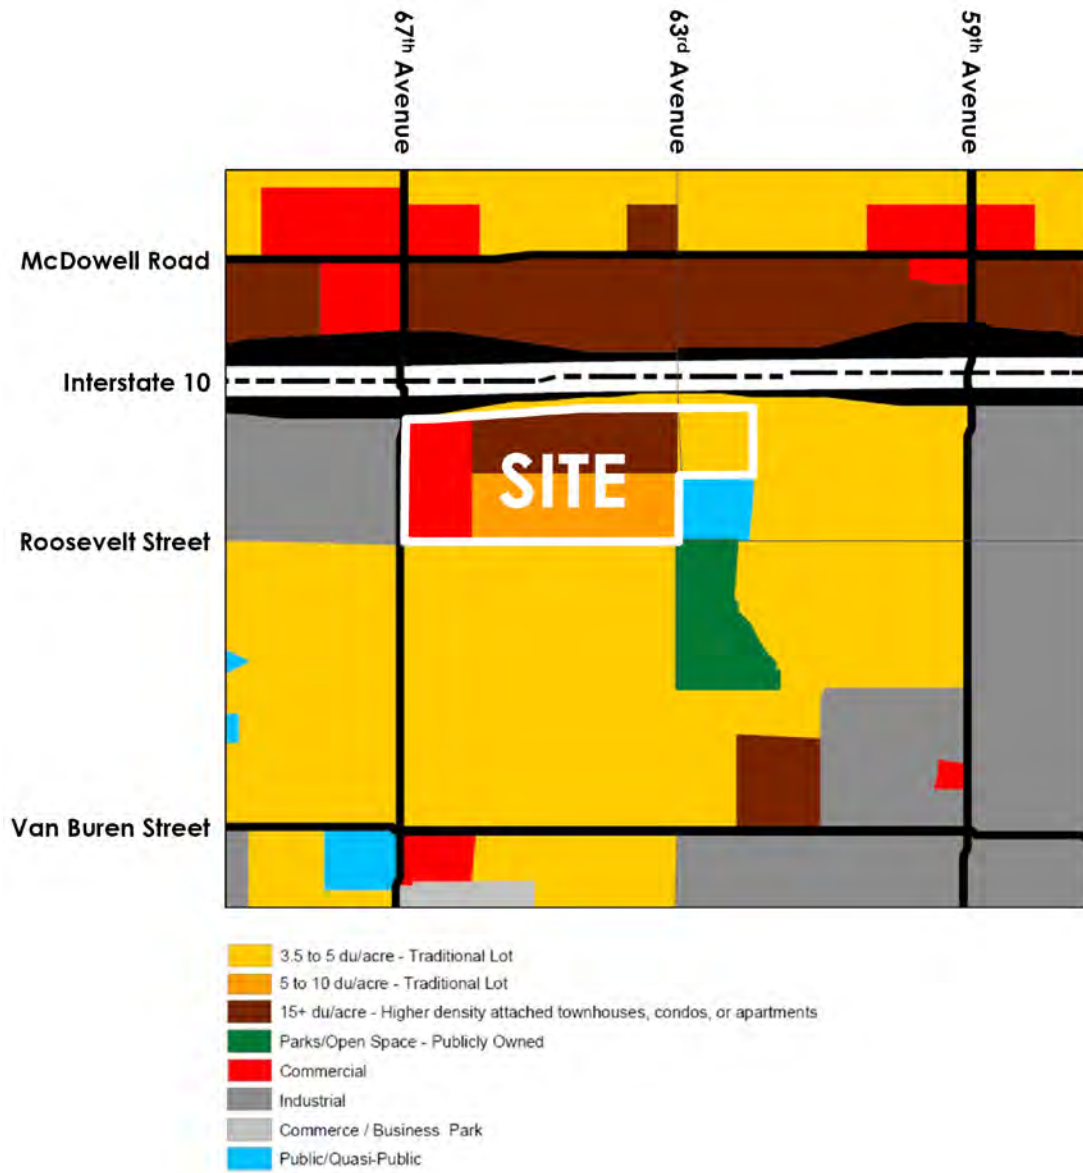 67th Avenue
63rd Avenue
59th Avenue
McDowell Road
Interstate 10
SITE
Roosevelt Street
Van Buren Street
3.5 to 5 du/acre - Traditional Lot
5 to 10 du/acre - Traditional Lot
15+ du/acre - Higher density attached townhouses, condos, or apartments
Parks/Open Space - Publicly Owned
Commercial
Industrial
Commerce / Business Park
Public/Quasi-Public